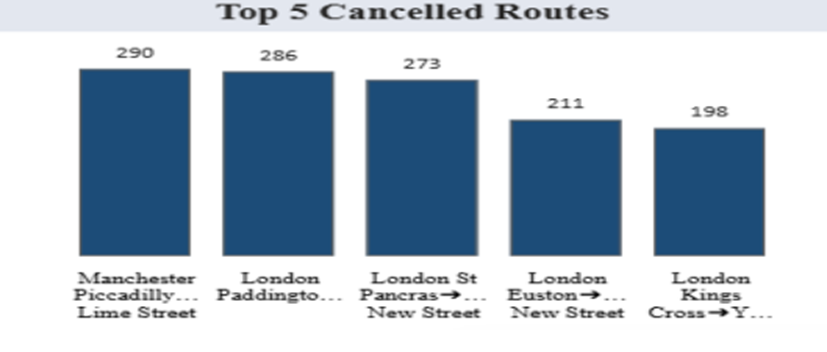 Top 5 Cancelled Routes
290
286
273
211
198
Manchester
Piccadilly...
Lime Street
London
Paddingto...
London St
Pancras➔...
New Street
London
Euston➔...
New Street
London
Kings
Cross➔Y...